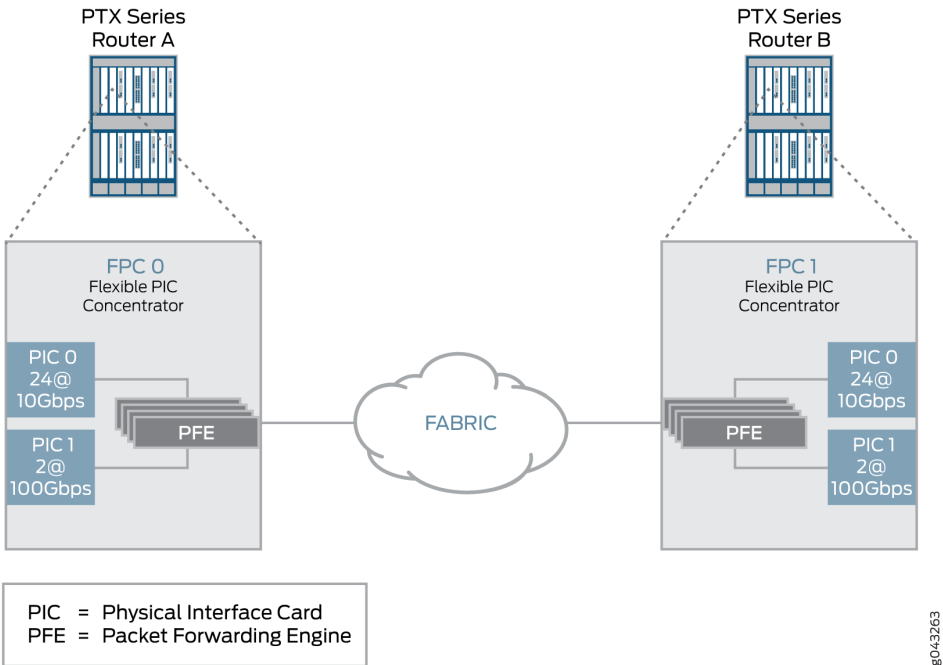 PTX Series
Router A
PTX Series
Router B
FPC 0
Flexible PIC
Concentrator
PIC 0
24@
10Gbps
PIC 1
2@
100Gbps
PFE
FABRIC
FPC 1
Flexible PIC
Concentrator
PFE
PIC 0
24@
10Gbps
PIC 1
2@
100Gbps
PIC = Physical Interface Card
PFE = Packet Forwarding Engine
g043263